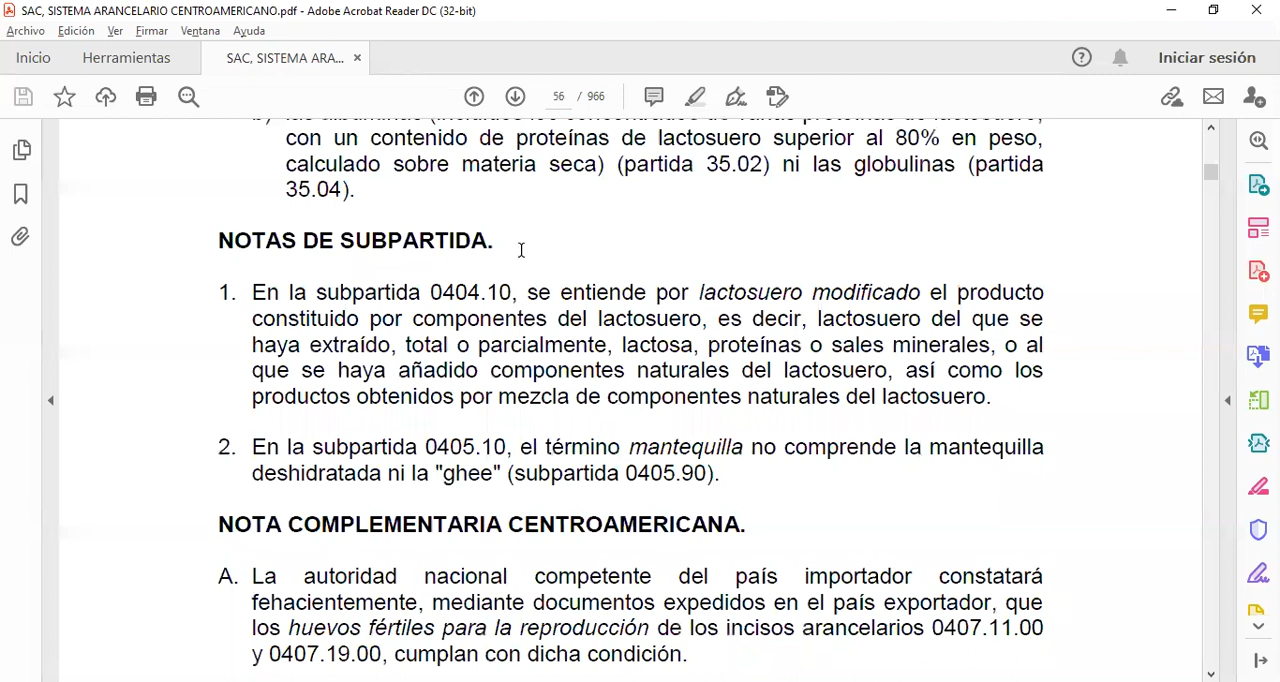 SAC, SISTEMA ARANCELARIO CENTROAMERICANO.pdf - Adobe Acrobat Reader DC (32-bit)
Archivo Edición Ver Firmar Ventana Ayuda
Inicio Herramientas SAC, SISTEMA ARA... × Iniciar sesión
56 / 966
con un contenido de proteínas de lactosuero superior al 80% en peso,
calculado sobre materia seca) (partida 35.02) ni las globulinas (partida
35.04).
NOTAS DE SUBPARTIDA.
1. En la subpartida 0404.10, se entiende por lactosuero modificado el producto
constituido por componentes del lactosuero, es decir, lactosuero del que se
haya extraído, total o parcialmente, lactosa, proteínas o sales minerales, o al
que se haya añadido componentes naturales del lactosuero, así como los
productos obtenidos por mezcla de componentes naturales del lactosuero.
2. En la subpartida 0405.10, el término mantequilla no comprende la mantequilla
deshidratada ni la "ghee" (subpartida 0405.90).
NOTA COMPLEMENTARIA CENTROAMERICANA.
A. La autoridad nacional competente del país importador constatará
fehacientemente, mediante documentos expedidos en el país exportador, que
los huevos fértiles para la reproducción de los incisos arancelarios 0407.11.00
y 0407.19.00, cumplan con dicha condición.